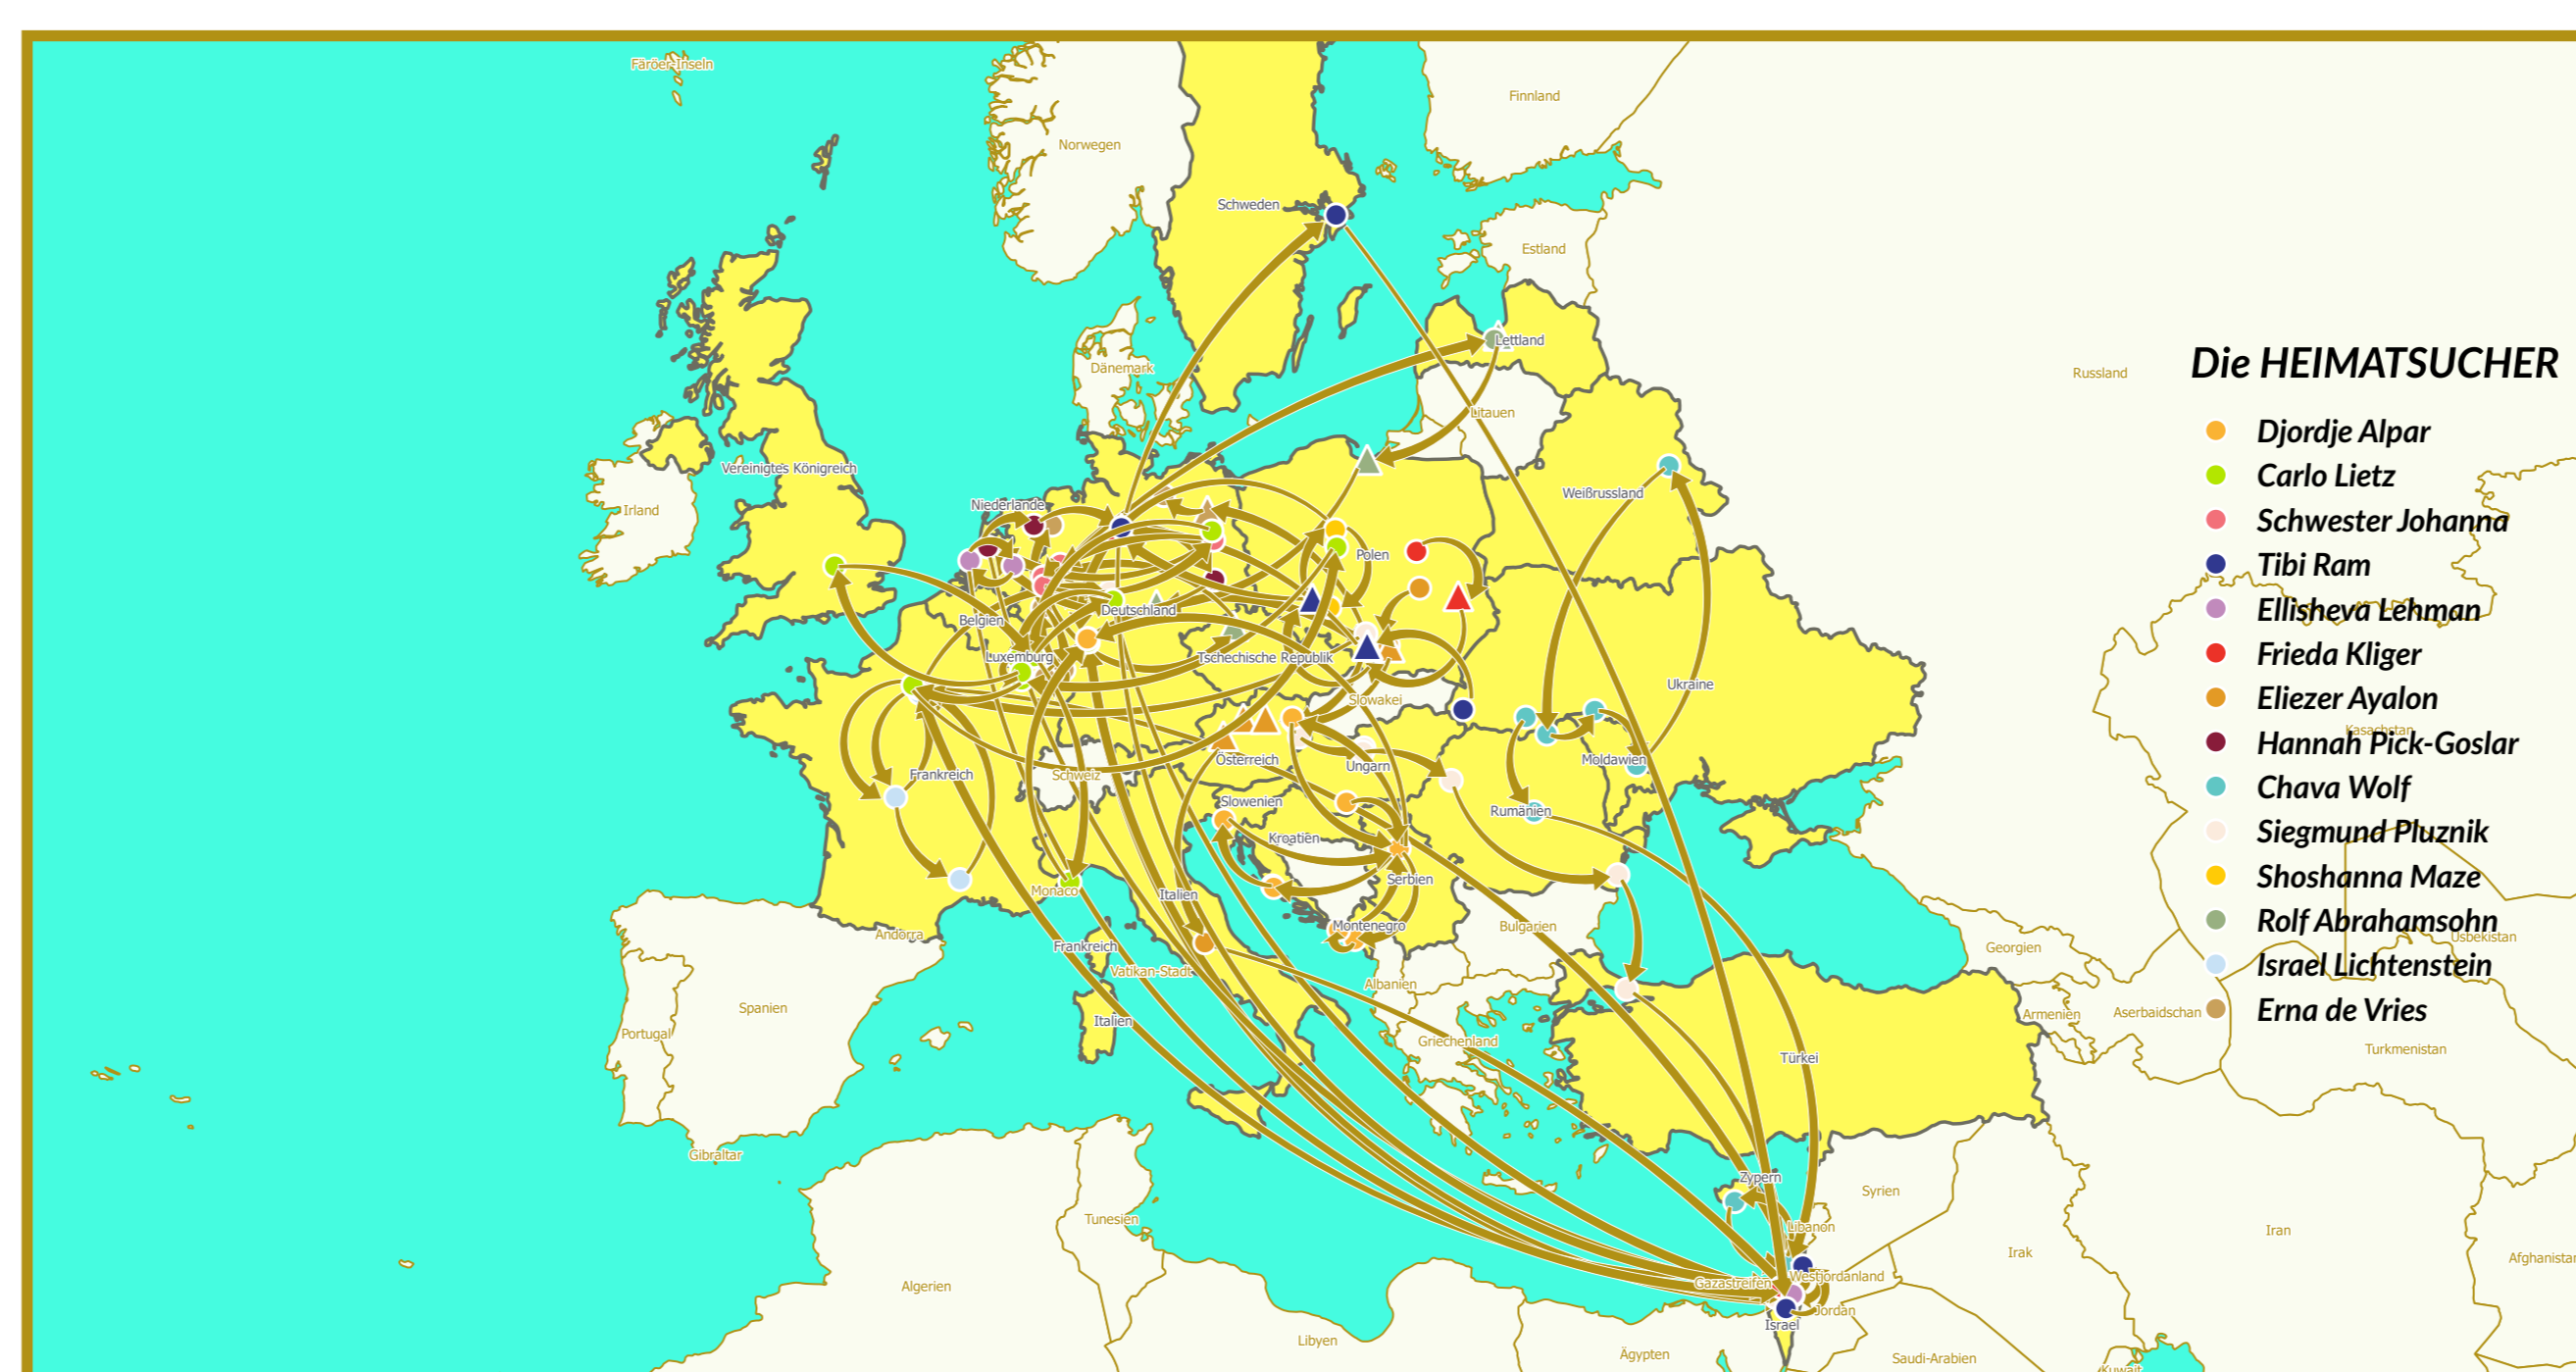 Färöer-Inseln
Finnland
Norwegen
Schweden
Estland
Lettland
Die HEIMATSUCHER
Dänemark
Russland
Litauen
Djordje Alpar
Vereinigtes Königreich
Carlo Lietz
Weißrussland
Niederlande
Irland
Schwester Johanna
Polen
Tibi Ram
Deutschland
Ellisheva Lehman
Belgien
Luxemburg
Tschechische Republik
Frieda Kliger
Ukraine
Slowakei
Eliezer Ayalon
Kasachstan
Hannah Pick-Goslar
Frankreich
Schweiz
Österreich
Ungarn
Moldawien
Chava Wolf
Slowenien
Rumänien
Kroatien
Siegmund Pluznik
Monaco
Italien
Serbien
Shoshanna Maze
Andorra
Montenegro
Bulgarien
Rolf Abrahamsohn
Frankreich
Georgien
Usbekistan
Vatikan-Stadt
Albanien
Israel Lichtenstein
Spanien
Portugal
Italien
Griechenland
Armenien
Aserbaidschan
Erna de Vries
Türkei
Turkmenistan
Gibraltar
Zypern
Syrien
Tunesien
Libanon
Irak
Iran
Afghanistan
Algerien
Gazastreifen
Westjordanland
Jordan
Israel
Libyen
Ägypten
Saudi-Arabien
Kuwait